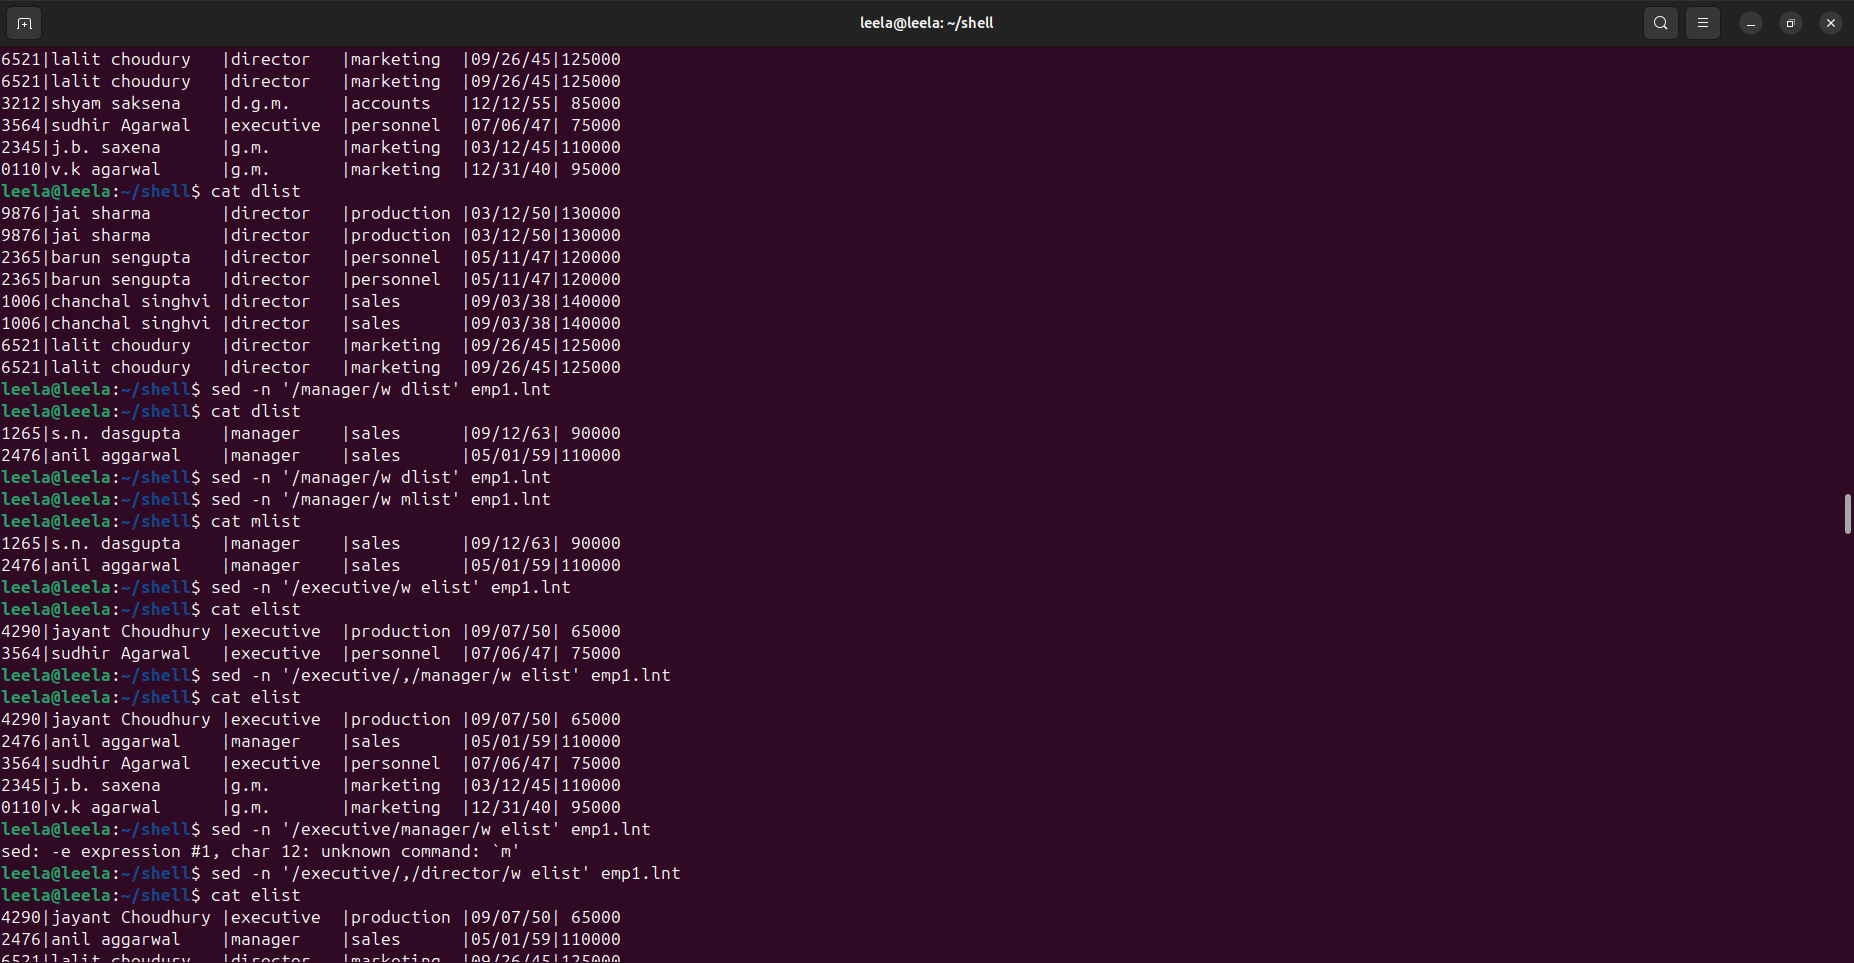 leela@leela: ~/shell
6521|lalit choudury   |director   |marketing  |09/26/45|125000
6521|lalit choudury   |director   |marketing  |09/26/45|125000
3212|shyam saksena    |d.g.m.     |accounts   |12/12/55| 85000
3564|sudhir Agarwal   |executive  |personnel  |07/06/47| 75000
2345|j.b. saxena      |g.m.       |marketing  |03/12/45|110000
0110|v.k agarwal      |g.m.       |marketing  |12/31/40| 95000
leela@leela:~/shell$ cat dlist
9876|jai sharma       |director   |production |03/12/50|130000
9876|jai sharma       |director   |production |03/12/50|130000
2365|barun sengupta   |director   |personnel  |05/11/47|120000
2365|barun sengupta   |director   |personnel  |05/11/47|120000
1006|chanchal singhvi |director   |sales      |09/03/38|140000
1006|chanchal singhvi |director   |sales      |09/03/38|140000
6521|lalit choudury   |director   |marketing  |09/26/45|125000
6521|lalit choudury   |director   |marketing  |09/26/45|125000
leela@leela:~/shell$ sed -n '/manager/w dlist' emp1.lnt
leela@leela:~/shell$ cat dlist
1265|s.n. dasgupta    |manager    |sales      |09/12/63| 90000
2476|anil aggarwal    |manager    |sales      |05/01/59|110000
leela@leela:~/shell$ sed -n '/manager/w dlist' emp1.lnt
leela@leela:~/shell$ sed -n '/manager/w mlist' emp1.lnt
leela@leela:~/shell$ cat mlist
1265|s.n. dasgupta    |manager    |sales      |09/12/63| 90000
2476|anil aggarwal    |manager    |sales      |05/01/59|110000
leela@leela:~/shell$ sed -n '/executive/w elist' emp1.lnt
leela@leela:~/shell$ cat elist
4290|jayant Choudhury |executive  |production |09/07/50| 65000
3564|sudhir Agarwal   |executive  |personnel  |07/06/47| 75000
leela@leela:~/shell$ sed -n '/executive/,/manager/w elist' emp1.lnt
leela@leela:~/shell$ cat elist
4290|jayant Choudhury |executive  |production |09/07/50| 65000
2476|anil aggarwal    |manager    |sales      |05/01/59|110000
3564|sudhir Agarwal   |executive  |personnel  |07/06/47| 75000
2345|j.b. saxena      |g.m.       |marketing  |03/12/45|110000
0110|v.k agarwal      |g.m.       |marketing  |12/31/40| 95000
leela@leela:~/shell$ sed -n '/executive/manager/w elist' emp1.lnt
sed: -e expression #1, char 12: unknown command: `m'
leela@leela:~/shell$ sed -n '/executive/,/director/w elist' emp1.lnt
leela@leela:~/shell$ cat elist
4290|jayant Choudhury |executive  |production |09/07/50| 65000
2476|anil aggarwal    |manager    |sales      |05/01/59|110000
6521|lalit choudury   |director   |marketing  |09/26/45|125000